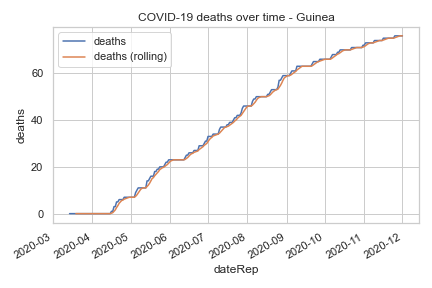 COVID-19 deaths over time - Guinea
deaths
deaths (rolling)
deaths
60
40
20
0
2020-03
2020-04
2020-05
2020-06
2020-07
2020-08
2020-09
2020-10
2020-11
2020-12
dateRep